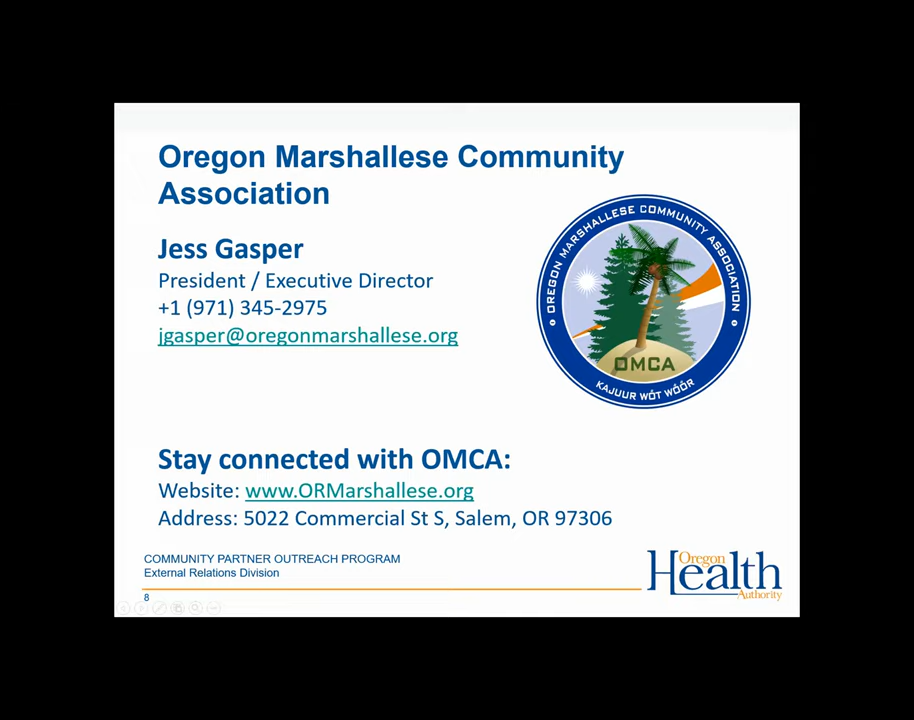 Oregon Marshallese Community
Association
Jess Gasper
President / Executive Director
+1 (971) 345-2975
jgasper@oregonmarshallese.org
OREGON MARSHALLESE COMMUNITY ASSOCIATION
OMCA
KAJUUR WŌT WŌŌR
Stay connected with OMCA:
Website: www.ORMarshallese.org
Address: 5022 Commercial St S, Salem, OR 97306
COMMUNITY PARTNER OUTREACH PROGRAM
External Relations Division
8
Oregon
Health
Authority